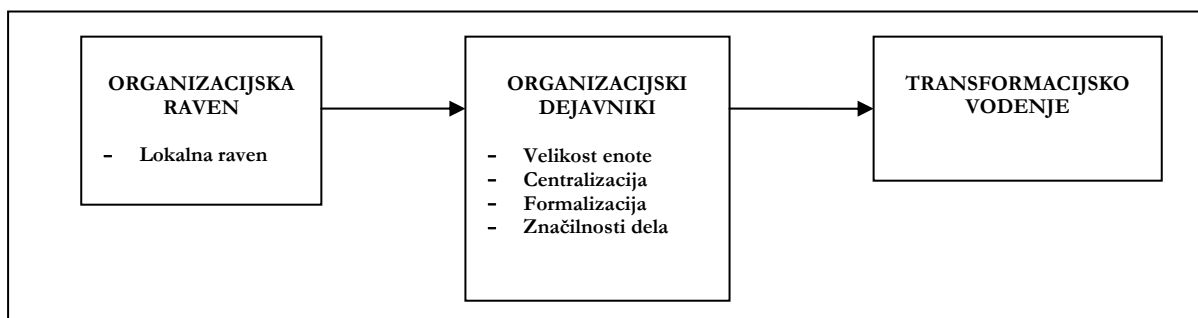 ORGANIZACIJSKA
RAVEN
- Lokalna raven
ORGANIZACIJSKI
DEJAVNIKI
- Velikost enote
- Centralizacija
- Formalizacija
- Značilnosti dela
TRANSFORMACIJSKO
VODENJE